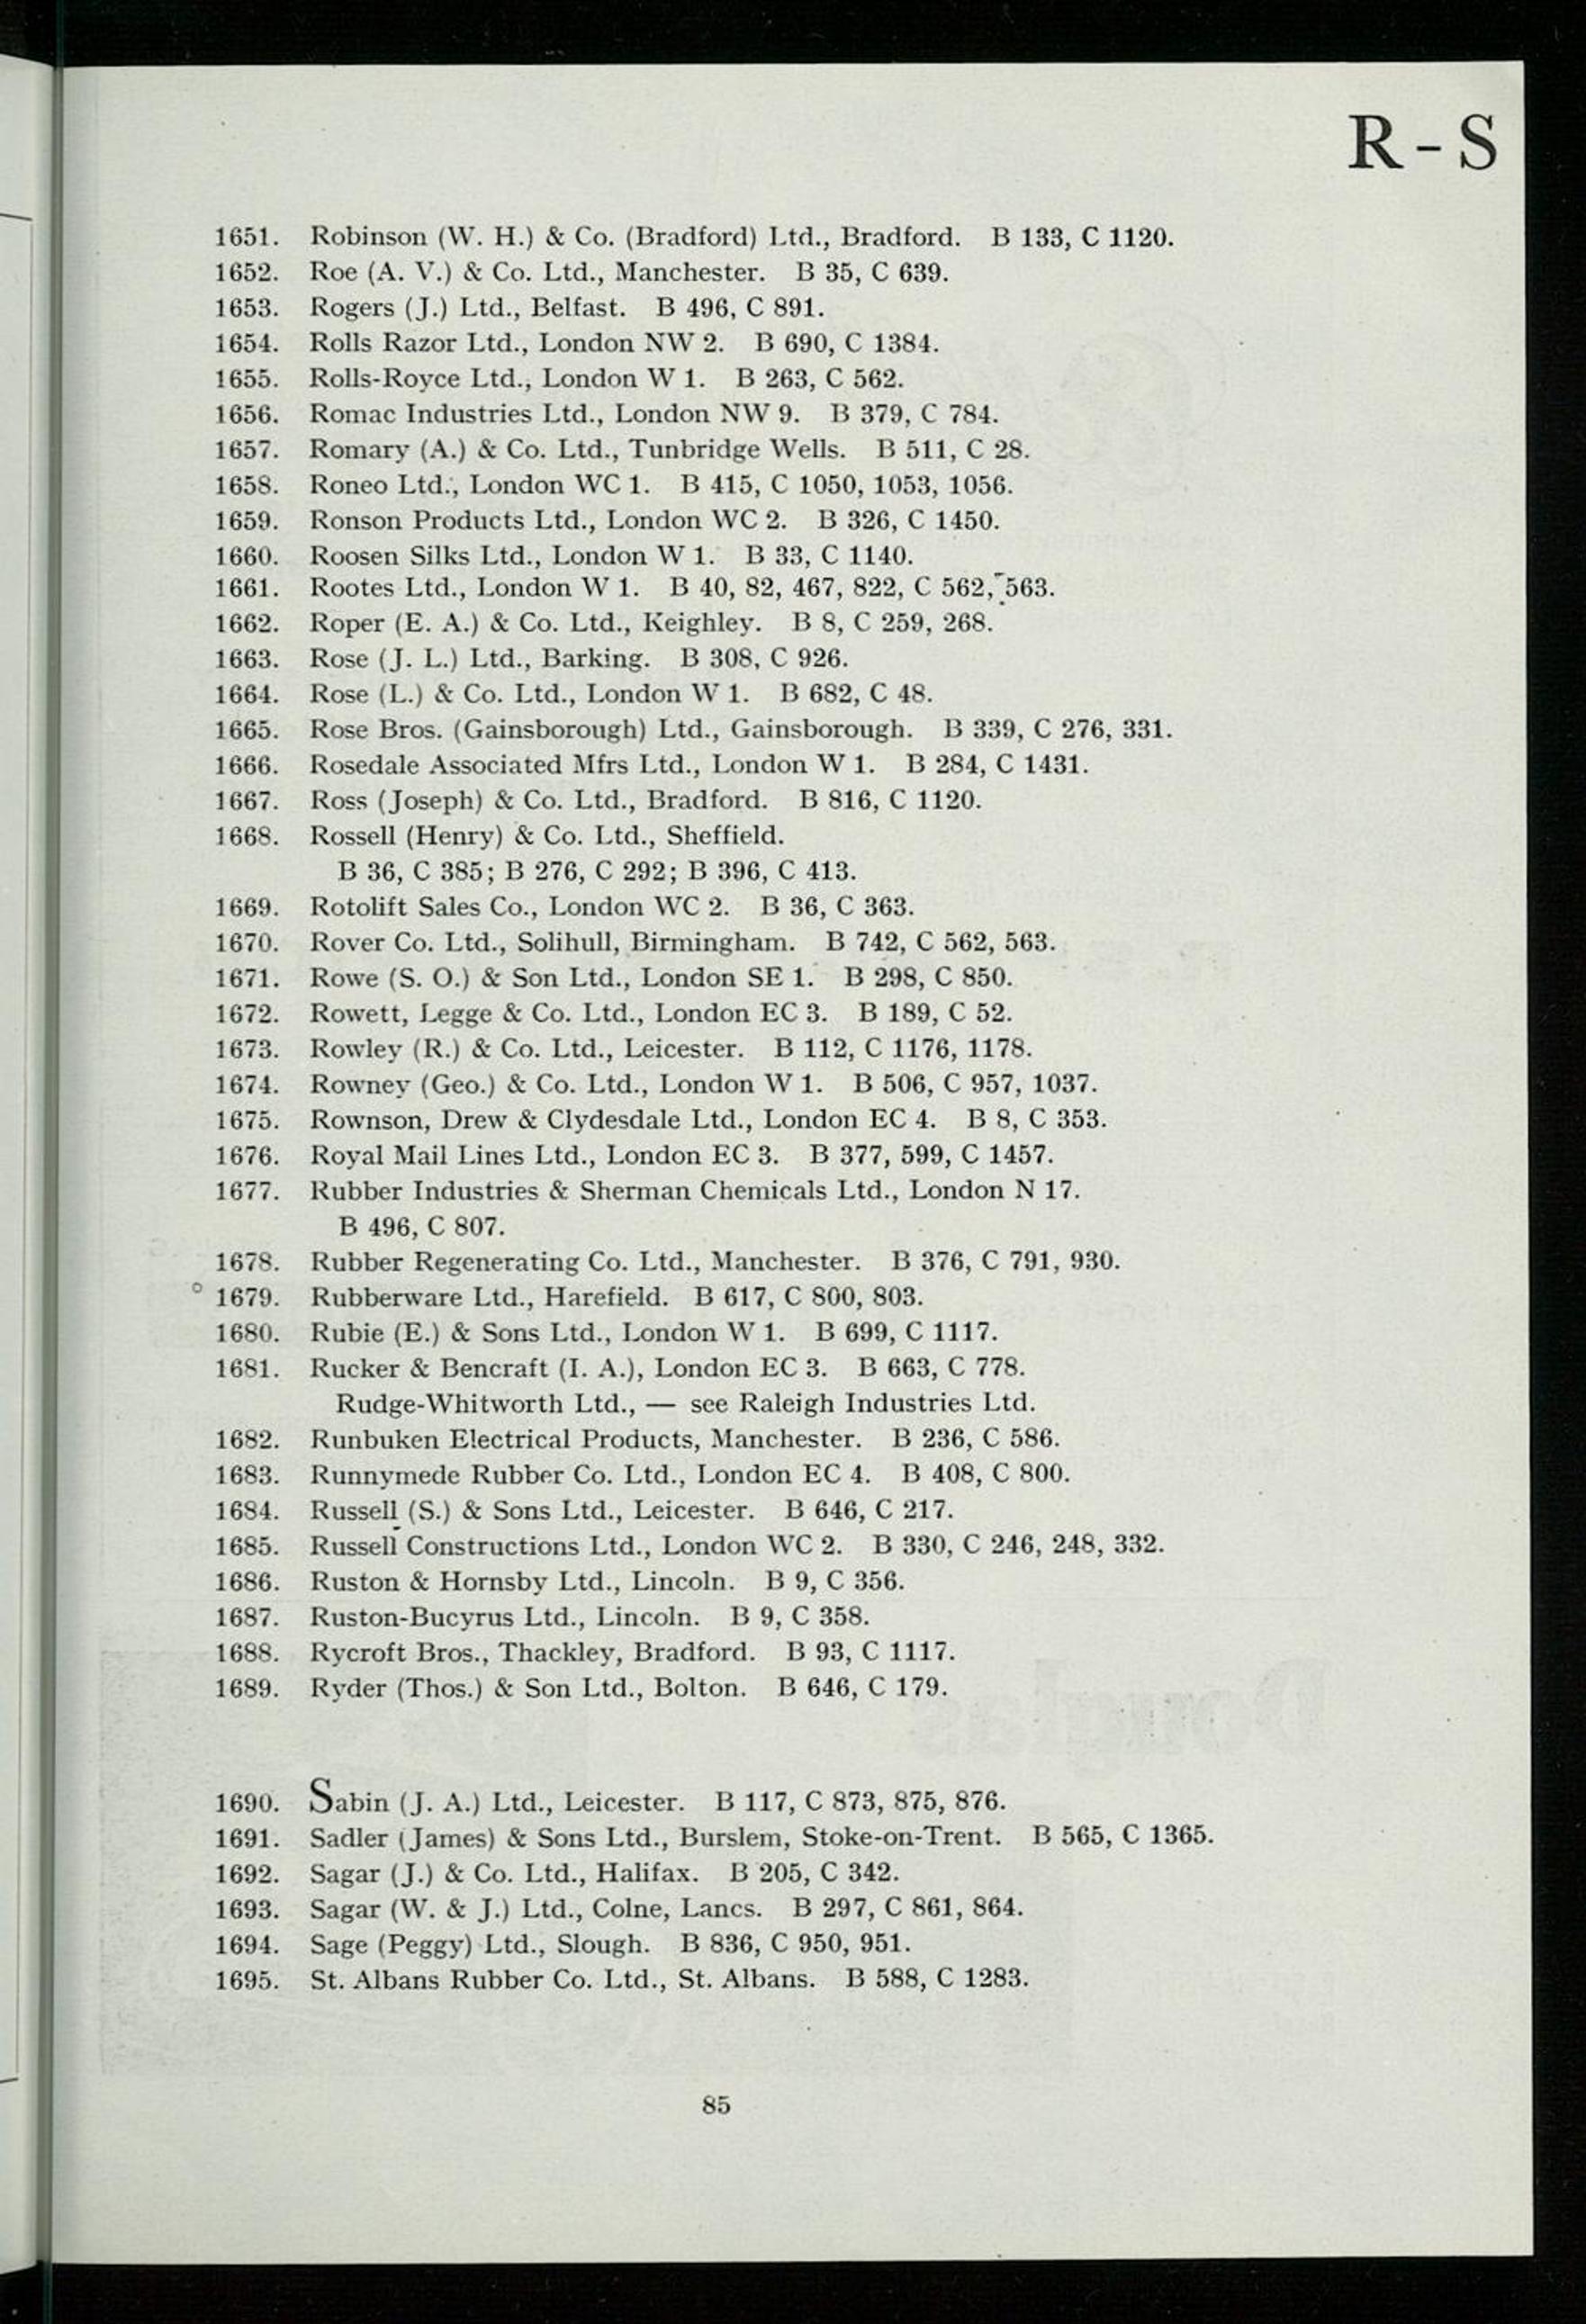 R - S
1651. Robinson (W. H.) & Co. (Bradford) Ltd., Bradford. B 133, C 1120.
1652. Roe (A. V.) & Co. Ltd., Manchester. B 35, C 639.
1653. Rogers (J.) Ltd., Belfast. B 496, C 891.
1654. Rolls Razor Ltd., London NW 2. B 690, C 1384.
1655. Rolls-Royce Ltd., London W 1. B 263, C 562.
1656. Romac Industries Ltd., London NW 9. B 379, C 784.
1657. Romary (A.) & Co. Ltd., Tunbridge Wells. B 511, C 28.
1658. Roneo Ltd., London WC 1. B 415, C 1050, 1053, 1056.
1659. Ronson Products Ltd., London WC 2. B 326, C 1450.
1660. Roosen Silks Ltd., London W 1. B 33, C 1140.
1661. Rootes Ltd., London W 1. B 40, 82, 467, 822, C 562, 563.
1662. Roper (E. A.) & Co. Ltd., Keighley. B 8, C 259, 268.
1663. Rose (J. L.) Ltd., Barking. B 308, C 926.
1664. Rose (L.) & Co. Ltd., London W 1. B 682, C 48.
1665. Rose Bros. (Gainsborough) Ltd., Gainsborough. B 339, C 276, 331.
1666. Rosedale Associated Mfrs Ltd., London W 1. B 284, C 1431.
1667. Ross (Joseph) & Co. Ltd., Bradford. B 816, C 1120.
1668. Rossell (Henry) & Co. Ltd., Sheffield.
B 36, C 385; B 276, C 292; B 396, C 413.
1669. Rotolift Sales Co., London WC 2. B 36, C 363.
1670. Rover Co. Ltd., Solihull, Birmingham. B 742, C 562, 563.
1671. Rowe (S. O.) & Son Ltd., London SE 1. B 298, C 850.
1672. Rowett, Legge & Co. Ltd., London EC 3. B 189, C 52.
1673. Rowley (R.) & Co. Ltd., Leicester. B 112, C 1176, 1178.
1674. Rowney (Geo.) & Co. Ltd., London W 1. B 506, C 957, 1037.
1675. Rownson, Drew & Clydesdale Ltd., London EC 4. B 8, C 353.
1676. Royal Mail Lines Ltd., London EC 3. B 377, 599, C 1457.
1677. Rubber Industries & Sherman Chemicals Ltd., London N 17.
B 496, C 807.
1678. Rubber Regenerating Co. Ltd., Manchester. B 376, C 791, 930.
° 1679. Rubberware Ltd., Harefield. B 617, C 800, 803.
1680. Rubie (E.) & Sons Ltd., London W 1. B 699, C 1117.
1681. Rucker & Bencraft (I. A.), London EC 3. B 663, C 778.
Rudge-Whitworth Ltd., — see Raleigh Industries Ltd.
1682. Runbuken Electrical Products, Manchester. B 236, C 586.
1683. Runnymede Rubber Co. Ltd., London EC 4. B 408, C 800.
1684. Russell (S.) & Sons Ltd., Leicester. B 646, C 217.
1685. Russell Constructions Ltd., London WC 2. B 330, C 246, 248, 332.
1686. Ruston & Hornsby Ltd., Lincoln. B 9, C 356.
1687. Ruston-Bucyrus Ltd., Lincoln. B 9, C 358.
1688. Rycroft Bros., Thackley, Bradford. B 93, C 1117.
1689. Ryder (Thos.) & Son Ltd., Bolton. B 646, C 179.
1690. Sabin (J. A.) Ltd., Leicester. B 117, C 873, 875, 876.
1691. Sadler (James) & Sons Ltd., Burslem, Stoke-on-Trent. B 565, C 1365.
1692. Sagar (J.) & Co. Ltd., Halifax. B 205, C 342.
1693. Sagar (W. & J.) Ltd., Colne, Lancs. B 297, C 861, 864.
1694. Sage (Peggy) Ltd., Slough. B 836, C 950, 951.
1695. St. Albans Rubber Co. Ltd., St. Albans. B 588, C 1283.
85